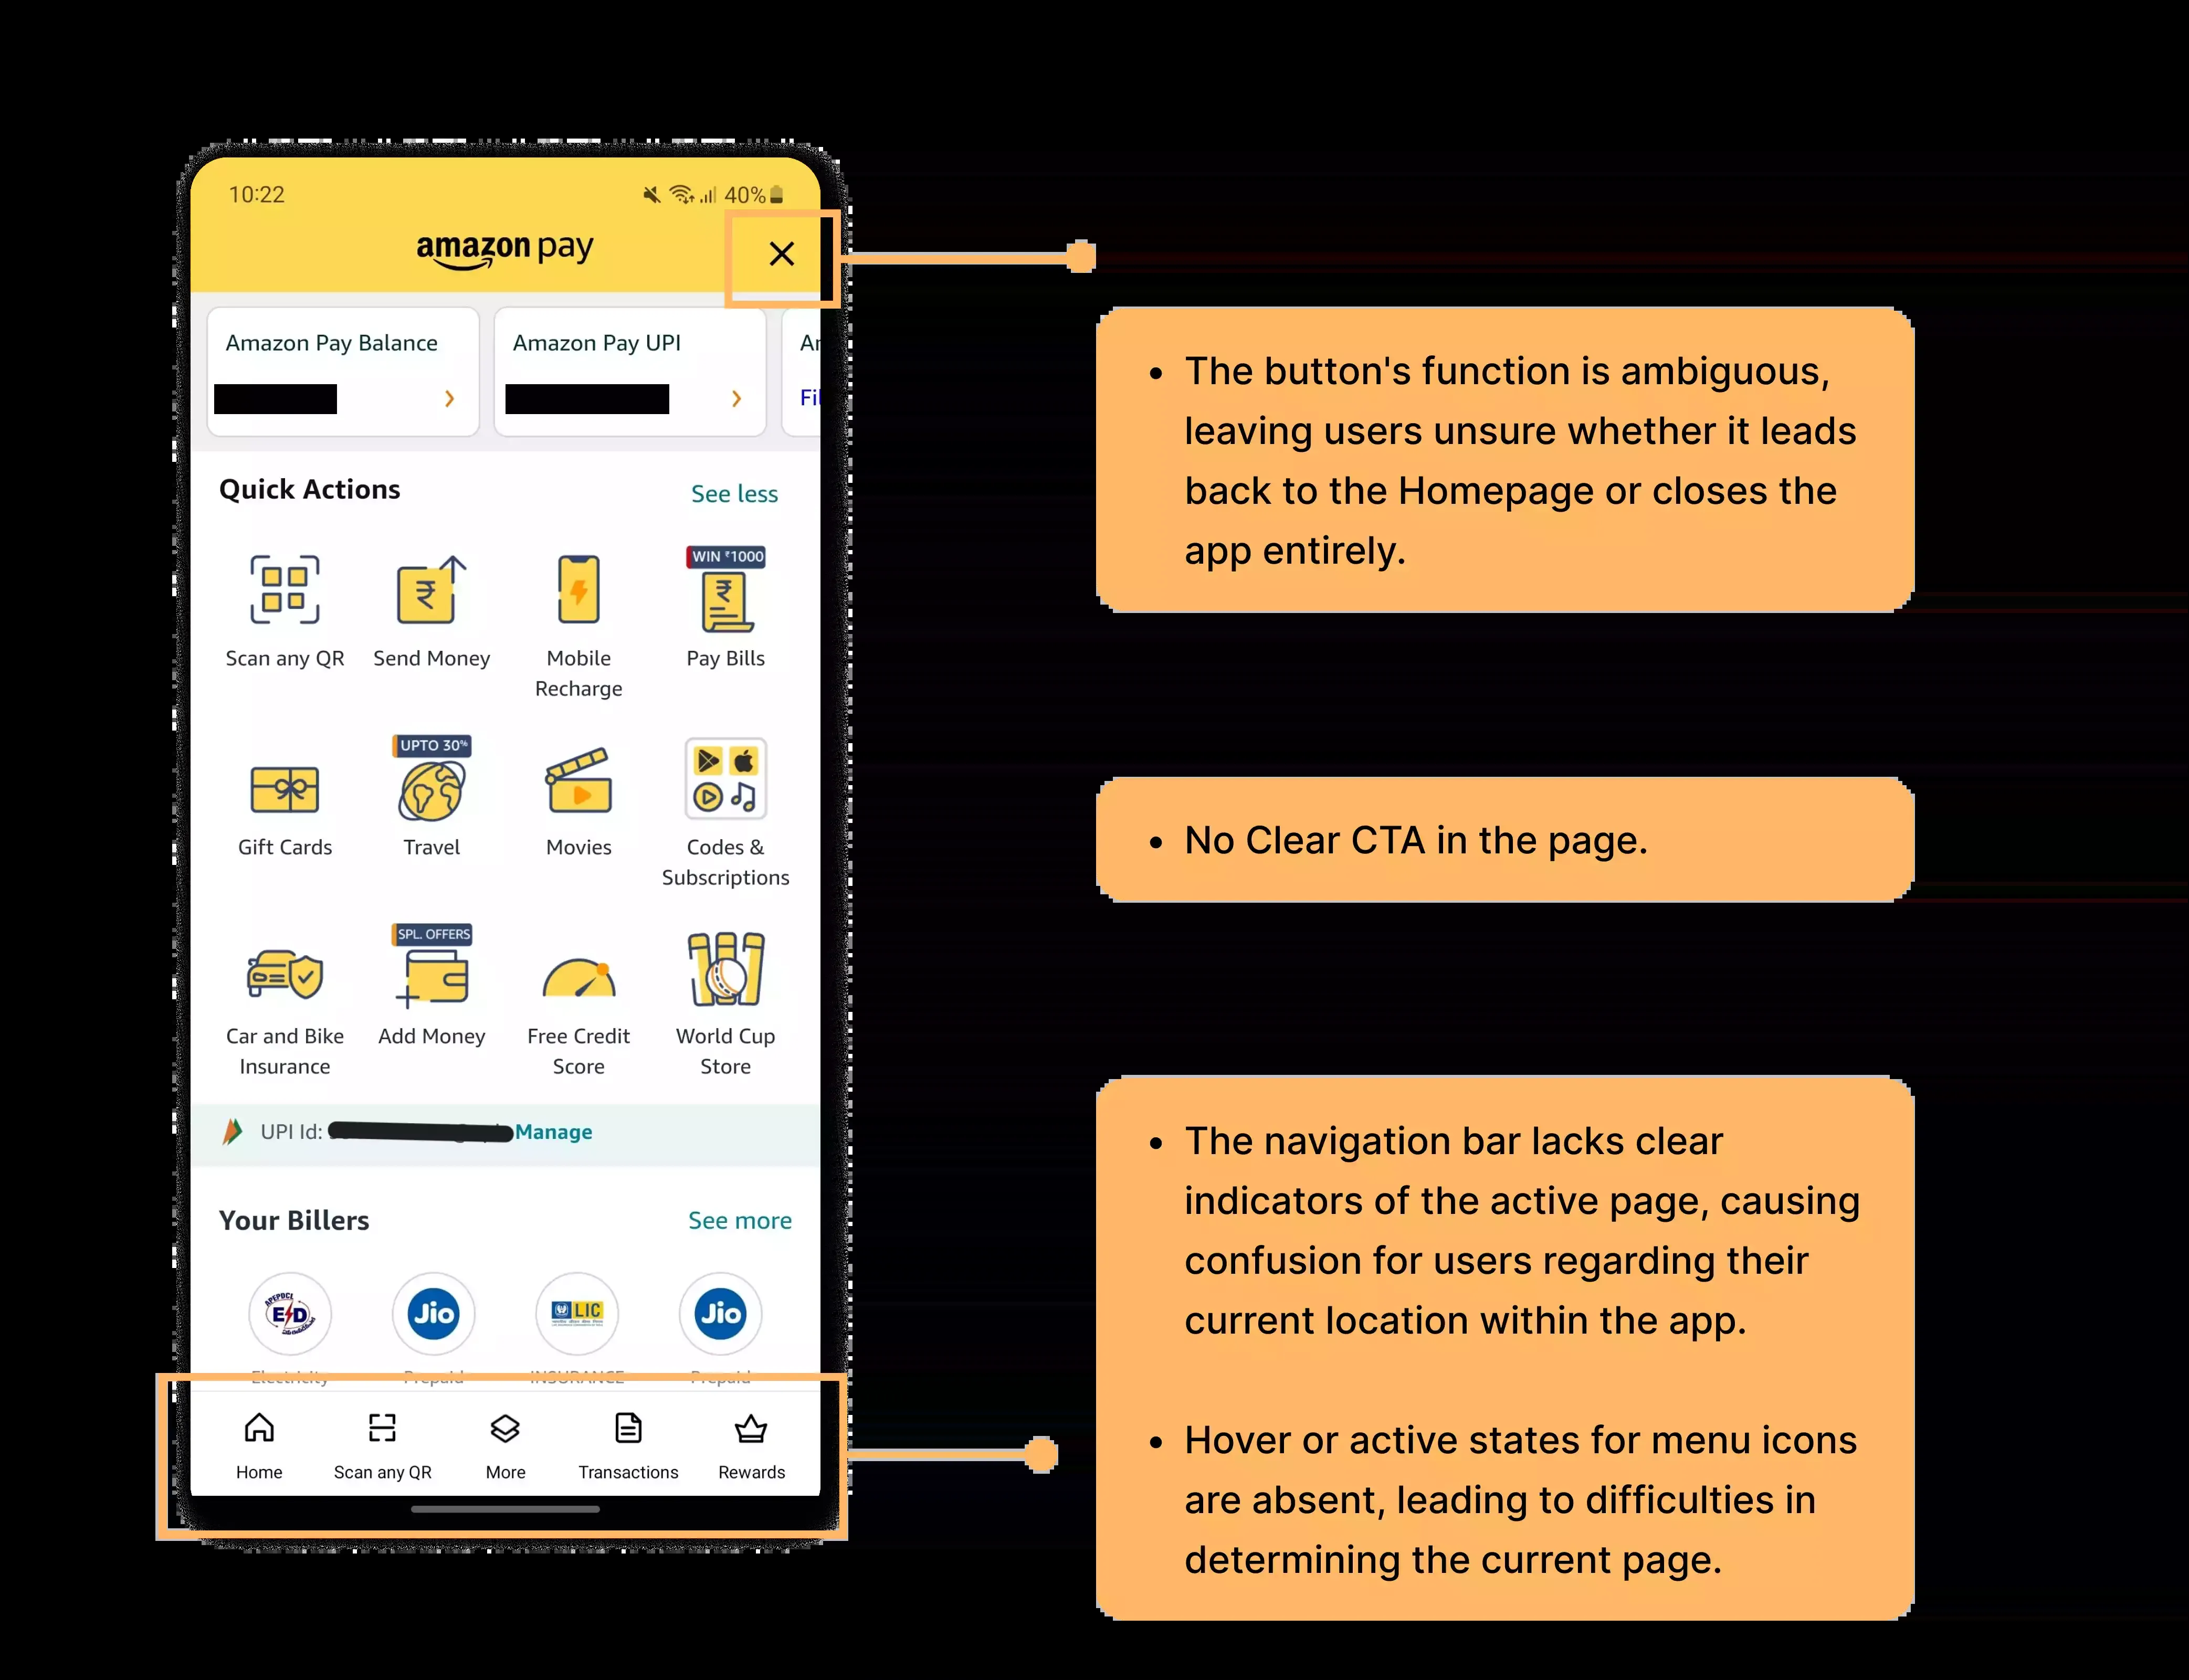 10:22
40%
amazon pay
Amazon Pay Balance
Amazon Pay UPI
Quick Actions
See less
WIN ₹1000
Scan any QR
Send Money
Mobile
Recharge
Pay Bills
UPTO 30%
Gift Cards
Travel
Movies
Codes &
Subscriptions
SPL. OFFERS
Car and Bike
Insurance
Add Money
Free Credit
Score
World Cup
Store
UPI Id:
Manage
Your Billers
See more
APEPDCL
Jio
LIC
Jio
Electricity
Prepaid
INSURANCE
Prepaid
Home
Scan any QR
More
Transactions
Rewards
• The button's function is ambiguous,
leaving users unsure whether it leads
back to the Homepage or closes the
app entirely.
• No Clear CTA in the page.
• The navigation bar lacks clear
indicators of the active page, causing
confusion for users regarding their
current location within the app.
• Hover or active states for menu icons
are absent, leading to difficulties in
determining the current page.